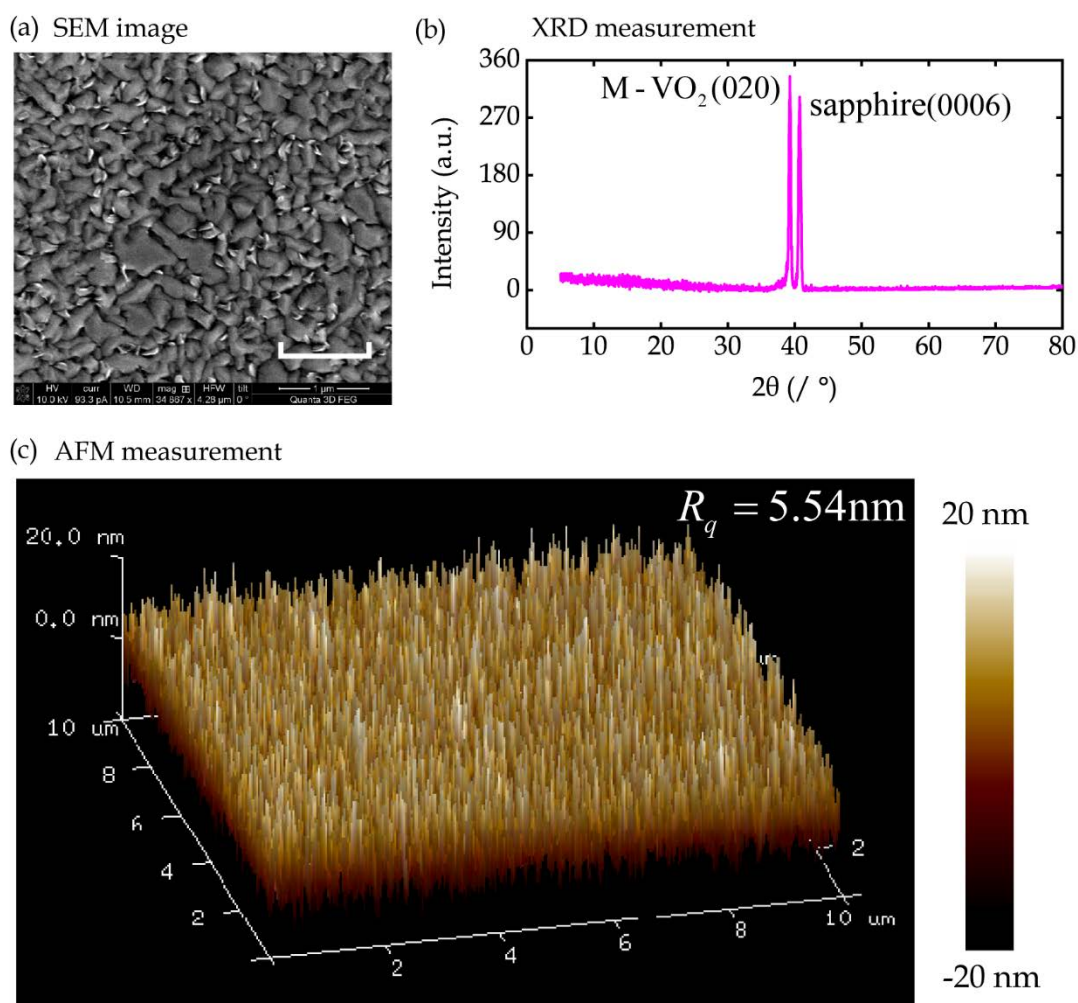 (a) SEM image
HV curr WD mag ⊞ HFW tilt 1 μm
10.0 kV 93.3 pA 10.5 mm 34 867 x 4.28 μm 0 ° Quanta 3D FEG
(b) XRD measurement
360
270
180
90
0
Intensity (a.u.)
M - VO₂ (020)
sapphire(0006)
0 10 20 30 40 50 60 70 80
2θ (/ °)
(c) AFM measurement
R_q = 5.54nm
20.0 nm
0.0 nm
10 um
8
6
4
2
2
4
6
8
10 um
2
um
20 nm
-20 nm